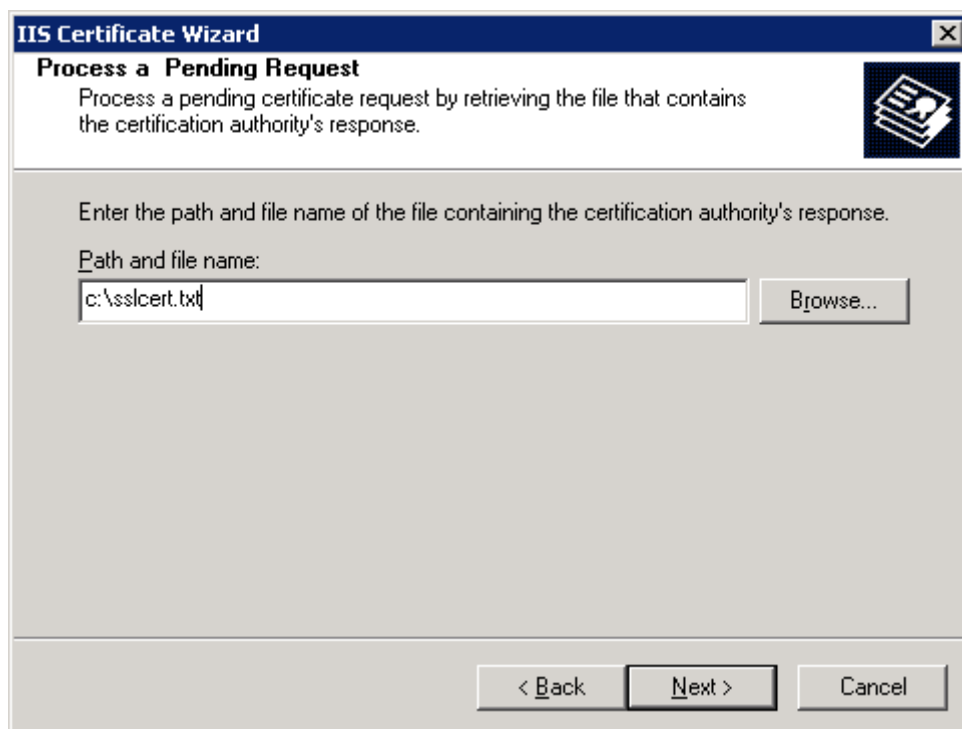 IIS Certificate Wizard
Process a Pending Request
Process a pending certificate request by retrieving the file that contains
the certification authority's response.
Enter the path and file name of the file containing the certification authority's response.
Path and file name:
c:\sslcert.txt
Browse...
< Back
Next >
Cancel